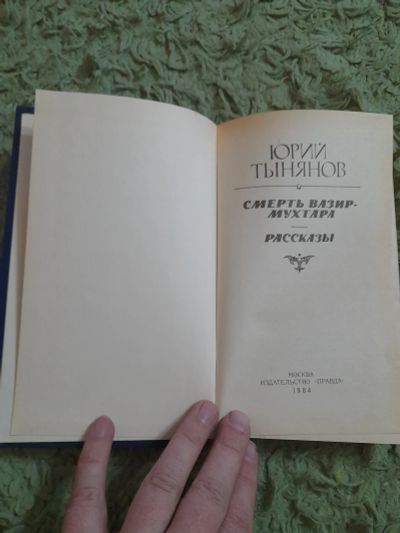 ЮРИЙ
ТЫНЯНОВ
СМЕРТЬ ВАЗИР-
МУХТАРА
РАССКАЗЫ
МОСКВА
ИЗДАТЕЛЬСТВО «ПРАВДА»
1984